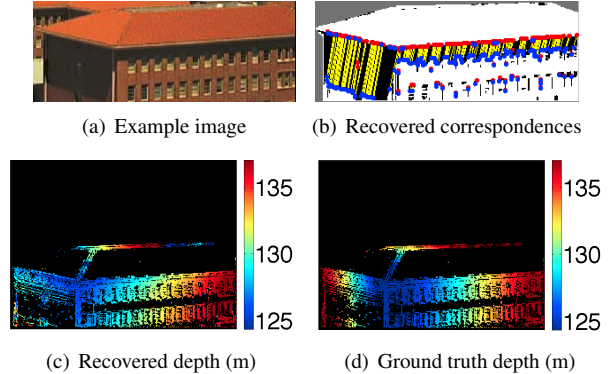 (a) Example image
(b) Recovered correspondences
135
130
125
135
130
125
(c) Recovered depth (m)
(d) Ground truth depth (m)